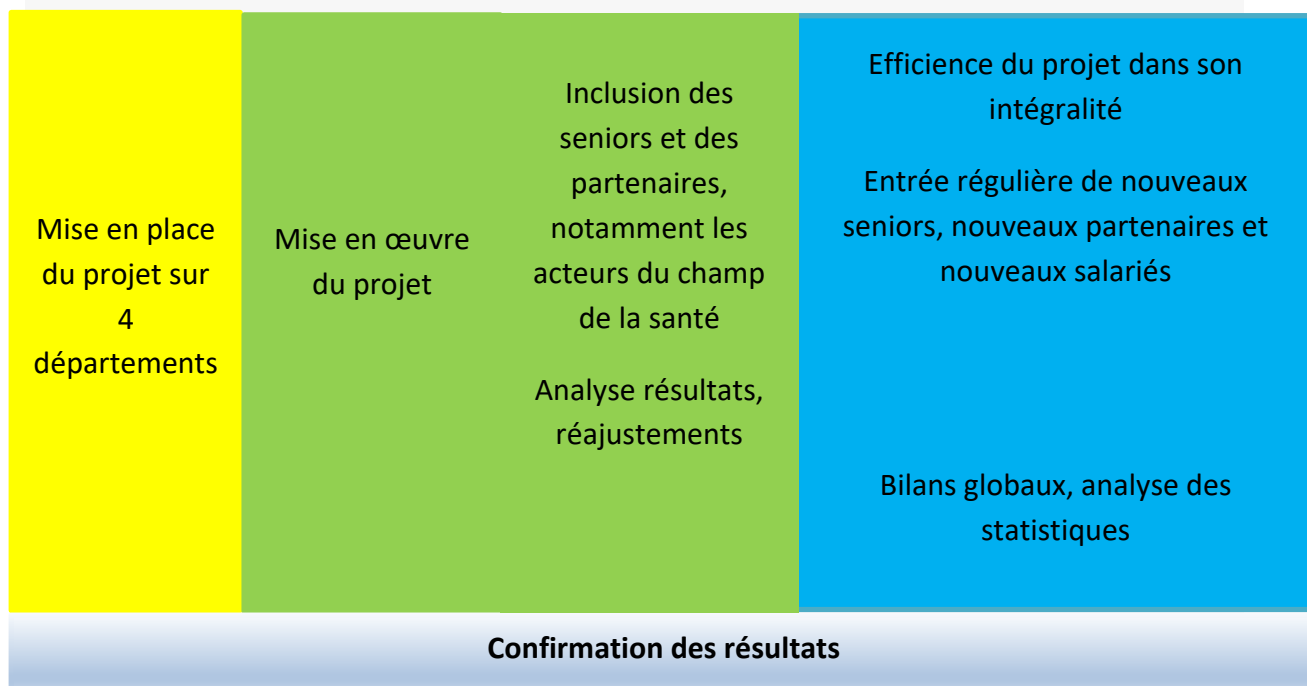 Mise en place
du projet sur
4
départements
Mise en œuvre
du projet
Inclusion des
seniors et des
partenaires,
notamment les
acteurs du champ
de la santé
Analyse résultats,
réajustements
Efficience du projet dans son
intégralité
Entrée régulière de nouveaux
seniors, nouveaux partenaires et
nouveaux salariés
Bilans globaux, analyse des
statistiques
Confirmation des résultats